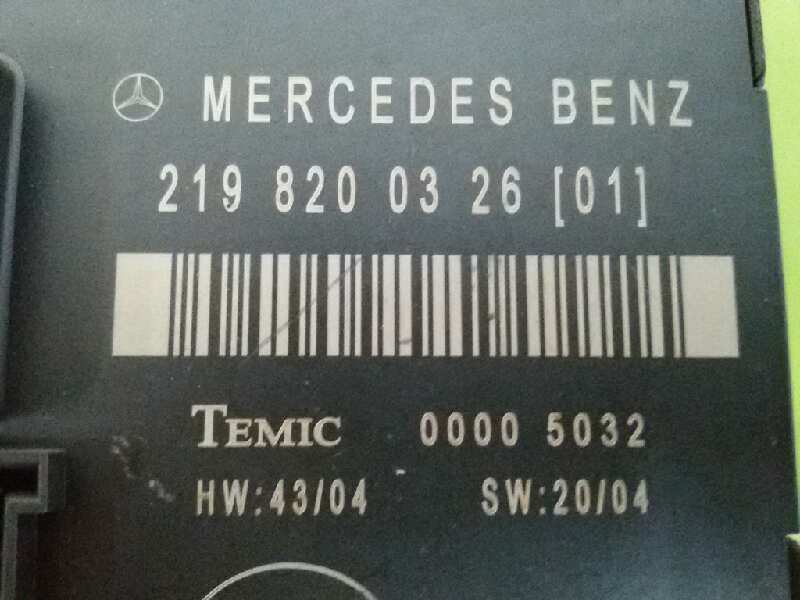 MERCEDES BENZ
219 820 03 26 [01]
TEMIC 0000 5032
HW:43/04 SW:20/04